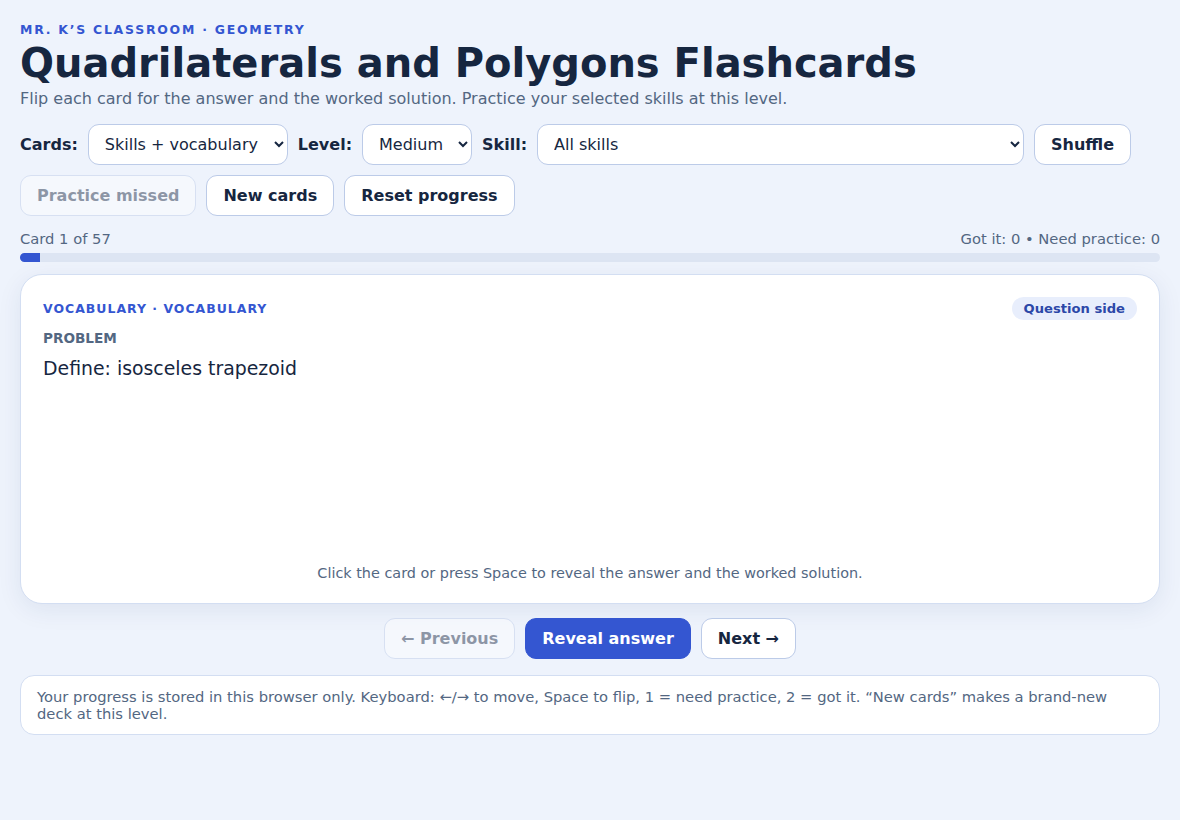 MR. K’S CLASSROOM · GEOMETRY
Quadrilaterals and Polygons Flashcards
Flip each card for the answer and the worked solution. Practice your selected skills at this level.
Cards: Skills + vocabulary Level: Medium Skill: All skills Shuffle
Practice missed New cards Reset progress
Card 1 of 57 Got it: 0 • Need practice: 0
VOCABULARY · VOCABULARY Question side
PROBLEM
Define: isosceles trapezoid
Click the card or press Space to reveal the answer and the worked solution.
← Previous Reveal answer Next →
Your progress is stored in this browser only. Keyboard: ←/→ to move, Space to flip, 1 = need practice, 2 = got it. “New cards” makes a brand-new
deck at this level.